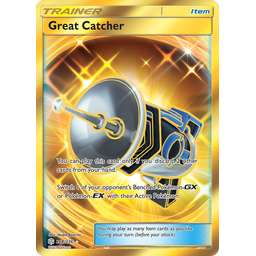 TRAINER
Item
Great Catcher
You can play this card only if you discard 2 other
cards from your hand.
Switch 1 of your opponent's Benched Pokémon-GX
or Pokémon-EX with their Active Pokémon.
You may play as many Item cards as you like
during your turn (before your attack).